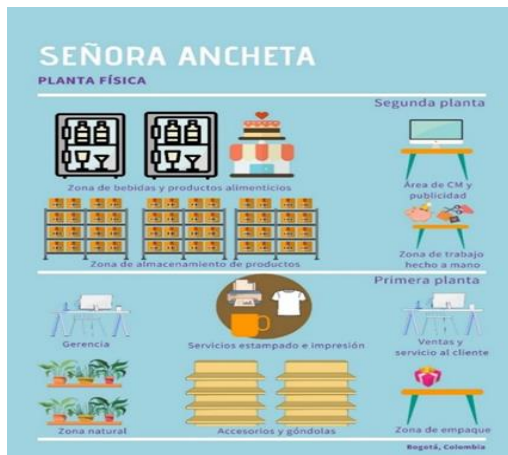 SEÑORA ANCHETA
PLANTA FÍSICA
Segunda planta
Zona de bebidas y productos alimenticios
Área de CM y
publicidad
Zona de almacenamiento de productos
Zona de trabajo
hecho a mano
Primera planta
Gerencia
Servicios estampado e impresión
Ventas y
servicio al cliente
Zona natural
Accesorios y góndolas
Zona de empaque
Bogotá, Colombia